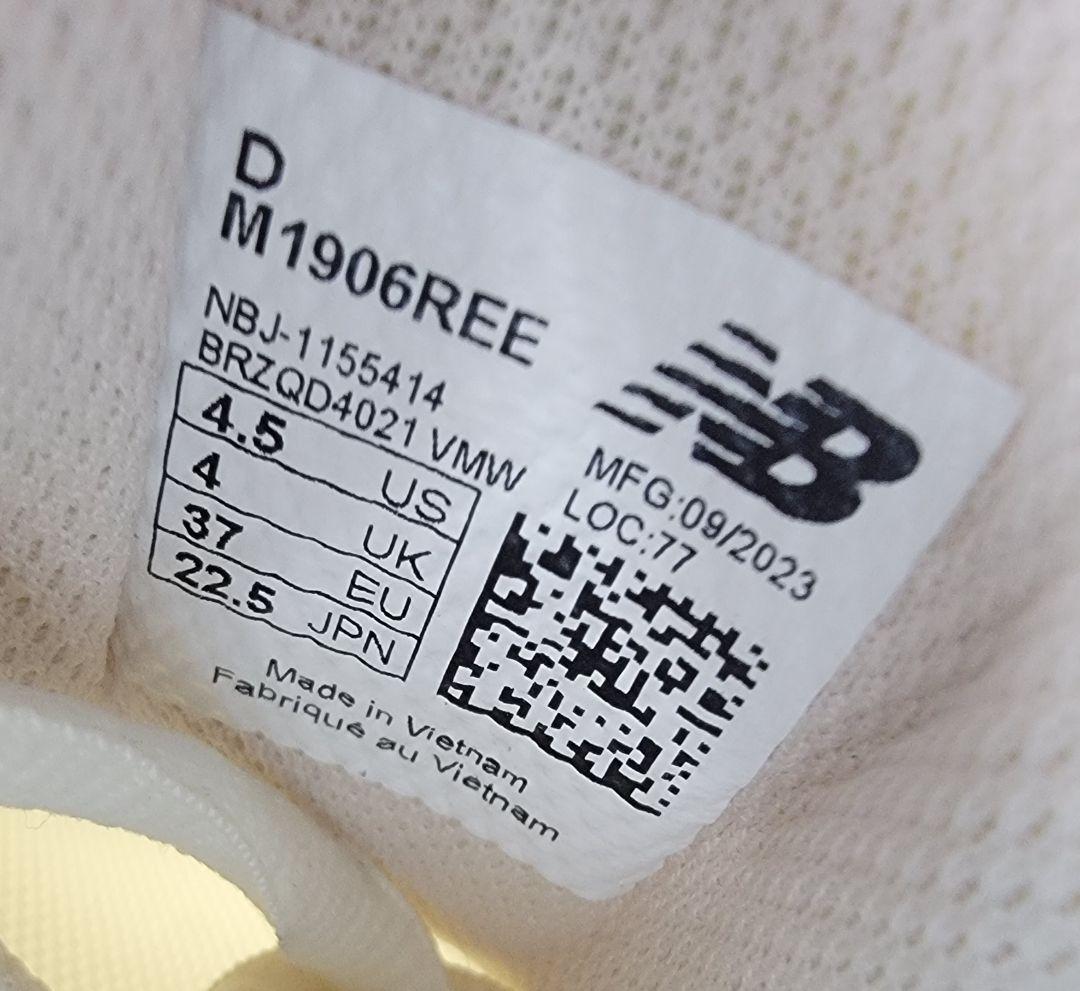 D
M1906REE
NBJ-1155414
BRZQD4021 VMW
4.5 US
4 UK
37 EU
22.5 JPN
Made in Vietnam
Fabriqué au Vietnam
NB
MFG:09/2023
LOC:77